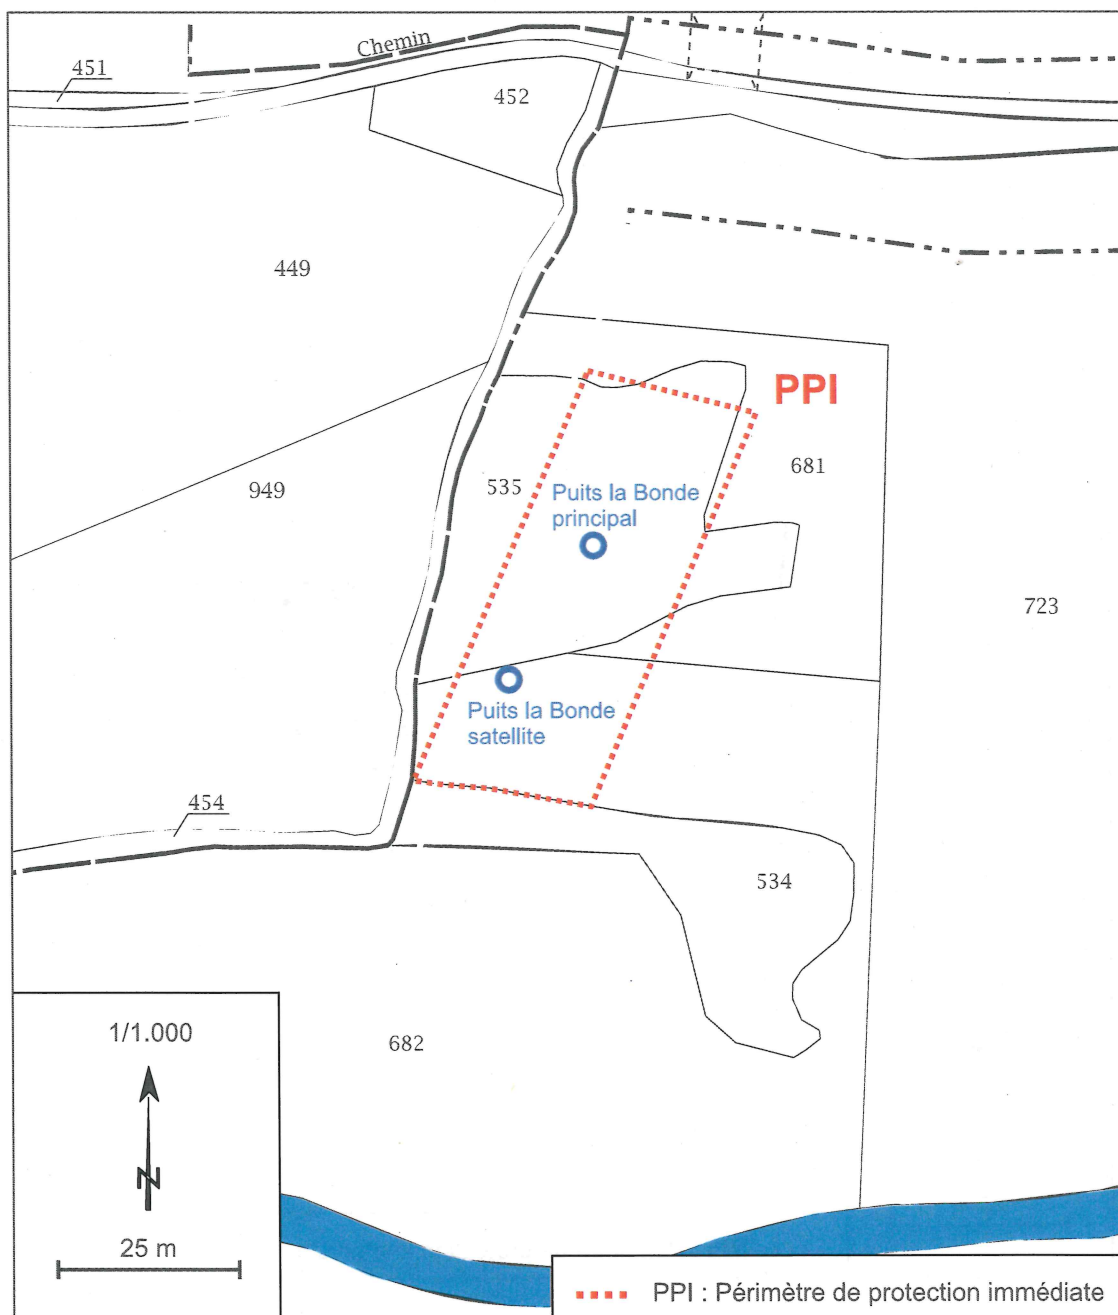 Chemin
451
452
449
PPI
681
949
535
Puits la Bonde
principal
723
Puits la Bonde
satellite
454
534
1/1.000
682
N
25 m
PPI : Périmètre de protection immédiate